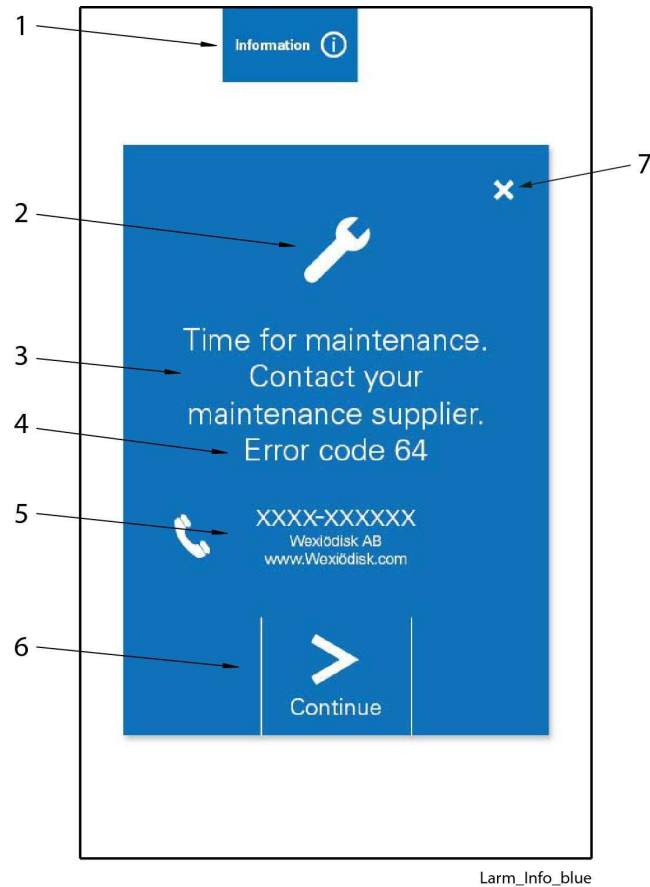 1
Information i
7
2
Time for maintenance.
3
Contact your
maintenance supplier.
4
Error code 64
5
XXXX-XXXXXX
Wexiödisk AB
www.Wexiödisk.com
6
Continue
Larm_Info_blue